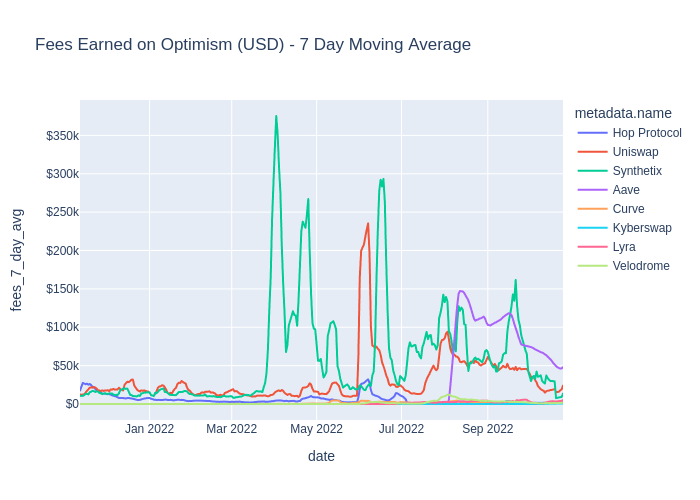 Fees Earned on Optimism (USD) - 7 Day Moving Average
metadata.name
Hop Protocol
Uniswap
Synthetix
Aave
Curve
Kyberswap
Lyra
Velodrome
fees_7_day_avg
$350k
$300k
$250k
$200k
$150k
$100k
$50k
$0
Jan 2022
Mar 2022
May 2022
Jul 2022
Sep 2022
date